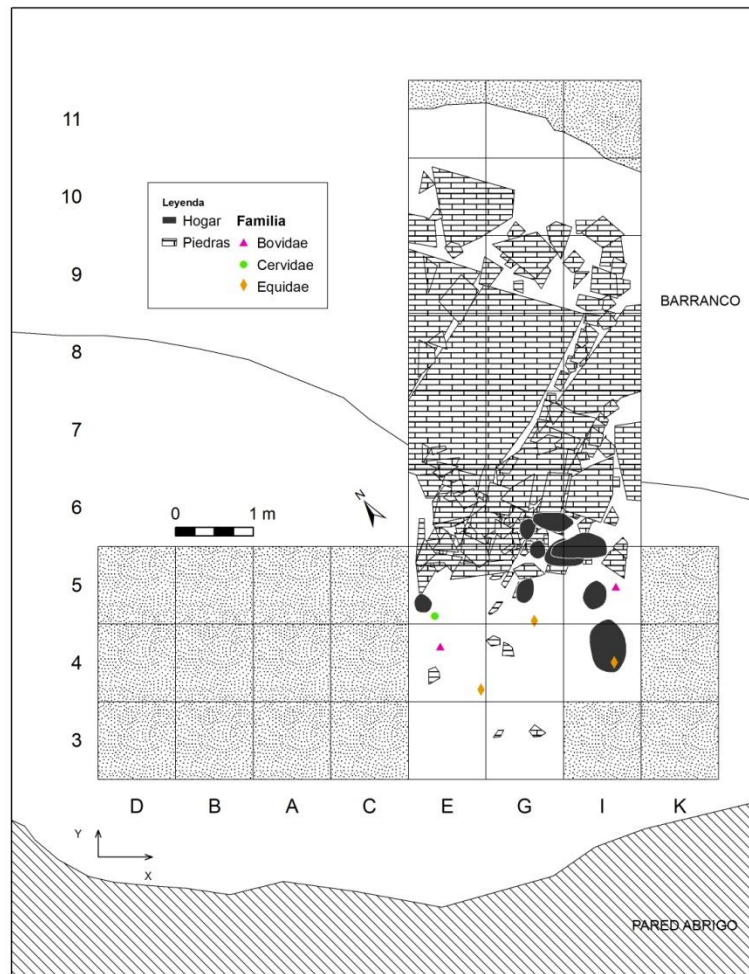 11
10
9
8
7
6
5
4
3
Leyenda
Hogar
Piedras
Familia
Bovidae
Cervidae
Equidae
BARRANCO
N
0 1 m
D B A C E G I K
Y
X
PARED ABRIGO